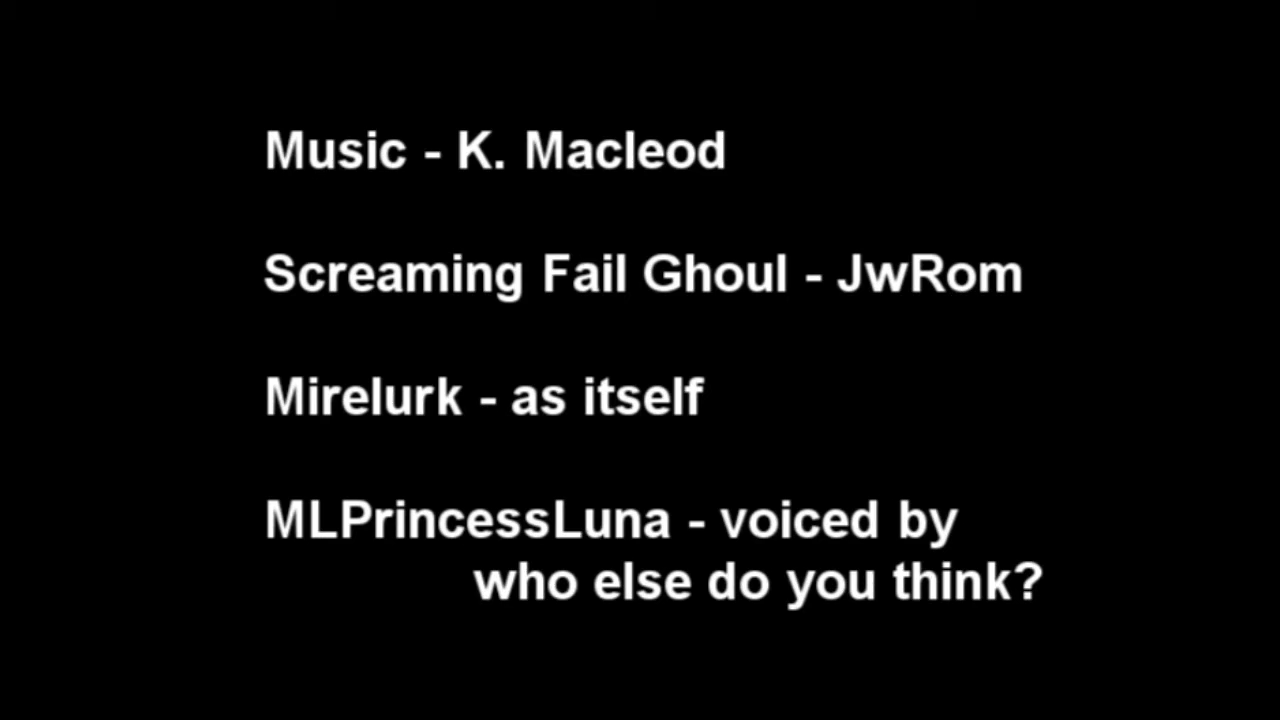 Music - K. Macleod
Screaming Fail Ghoul - JwRom
Mirelurk - as itself
MLPrincessLuna - voiced by
who else do you think?